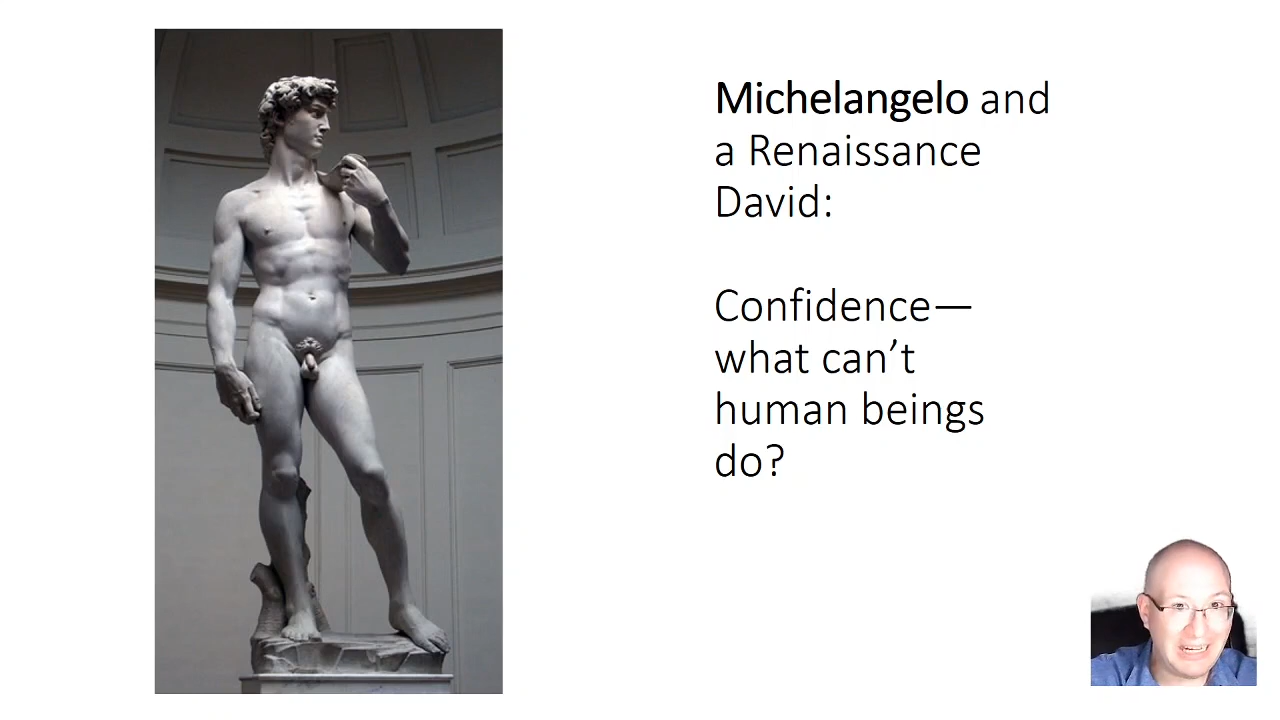 Michelangelo and
a Renaissance
David:
Confidence—
what can’t
human beings
do?